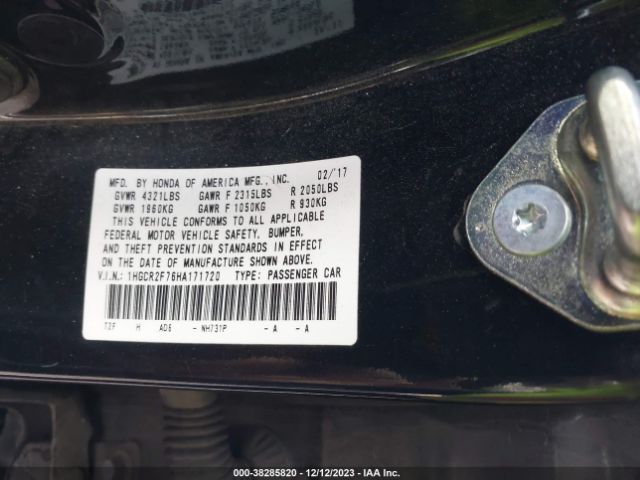 MFD. BY HONDA OF AMERICA MFG., INC. 02/'17
GVWR 4321LBS GAWR F 2315LBS R 2050LBS
GVWR 1960KG GAWR F 1050KG R 930KG
THIS VEHICLE CONFORMS TO ALL APPLICABLE
FEDERAL MOTOR VEHICLE SAFETY, BUMPER,
AND THEFT PREVENTION STANDARDS IN EFFECT
ON THE DATE OF MANUFACTURE SHOWN ABOVE.
V.I.N.: 1HGCR2F76HA171720 TYPE: PASSENGER CAR
T2F H AD6 - NH731P - A - A
000-38285820 - 12/12/2023 - IAA Inc.